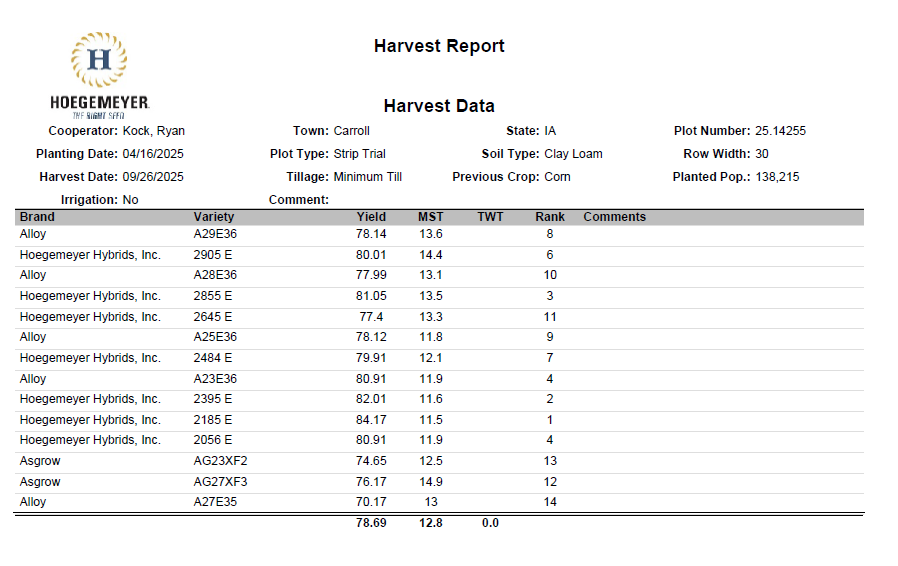 Harvest Report
H
HOEGEMEYER
THE RIGHT SEED
Harvest Data
Cooperator: Kock, Ryan Town: Carroll State: IA Plot Number: 25.14255
Planting Date: 04/16/2025 Plot Type: Strip Trial Soil Type: Clay Loam Row Width: 30
Harvest Date: 09/26/2025 Tillage: Minimum Till Previous Crop: Corn Planted Pop.: 138,215
Irrigation: No Comment:
Brand Variety Yield MST TWT Rank Comments
Alloy A29E36 78.14 13.6 8
Hoegemeyer Hybrids, Inc. 2905 E 80.01 14.4 6
Alloy A28E36 77.99 13.1 10
Hoegemeyer Hybrids, Inc. 2855 E 81.05 13.5 3
Hoegemeyer Hybrids, Inc. 2645 E 77.4 13.3 11
Alloy A25E36 78.12 11.8 9
Hoegemeyer Hybrids, Inc. 2484 E 79.91 12.1 7
Alloy A23E36 80.91 11.9 4
Hoegemeyer Hybrids, Inc. 2395 E 82.01 11.6 2
Hoegemeyer Hybrids, Inc. 2185 E 84.17 11.5 1
Hoegemeyer Hybrids, Inc. 2056 E 80.91 11.9 4
Asgrow AG23XF2 74.65 12.5 13
Asgrow AG27XF3 76.17 14.9 12
Alloy A27E35 70.17 13 14
78.69 12.8 0.0